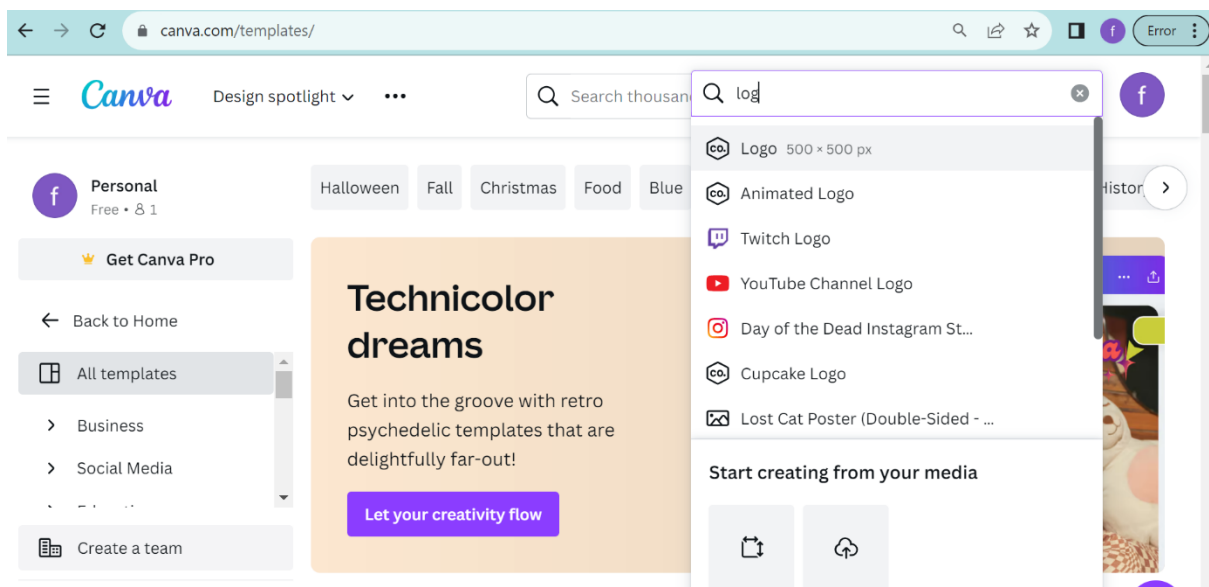 canva.com/templates/
f
Error
Canva
Design spotlight
Search thousan
log
f
f
Personal
Free • 1
Get Canva Pro
Back to Home
All templates
Business
Social Media
Create a team
Halloween
Fall
Christmas
Food
Blue
Histor
Technicolor
dreams
Get into the groove with retro
psychedelic templates that are
delightfully far-out!
Let your creativity flow
CO. Logo 500 × 500 px
CO. Animated Logo
Twitch Logo
YouTube Channel Logo
Day of the Dead Instagram St...
CO. Cupcake Logo
Lost Cat Poster (Double-Sided - ...
Start creating from your media